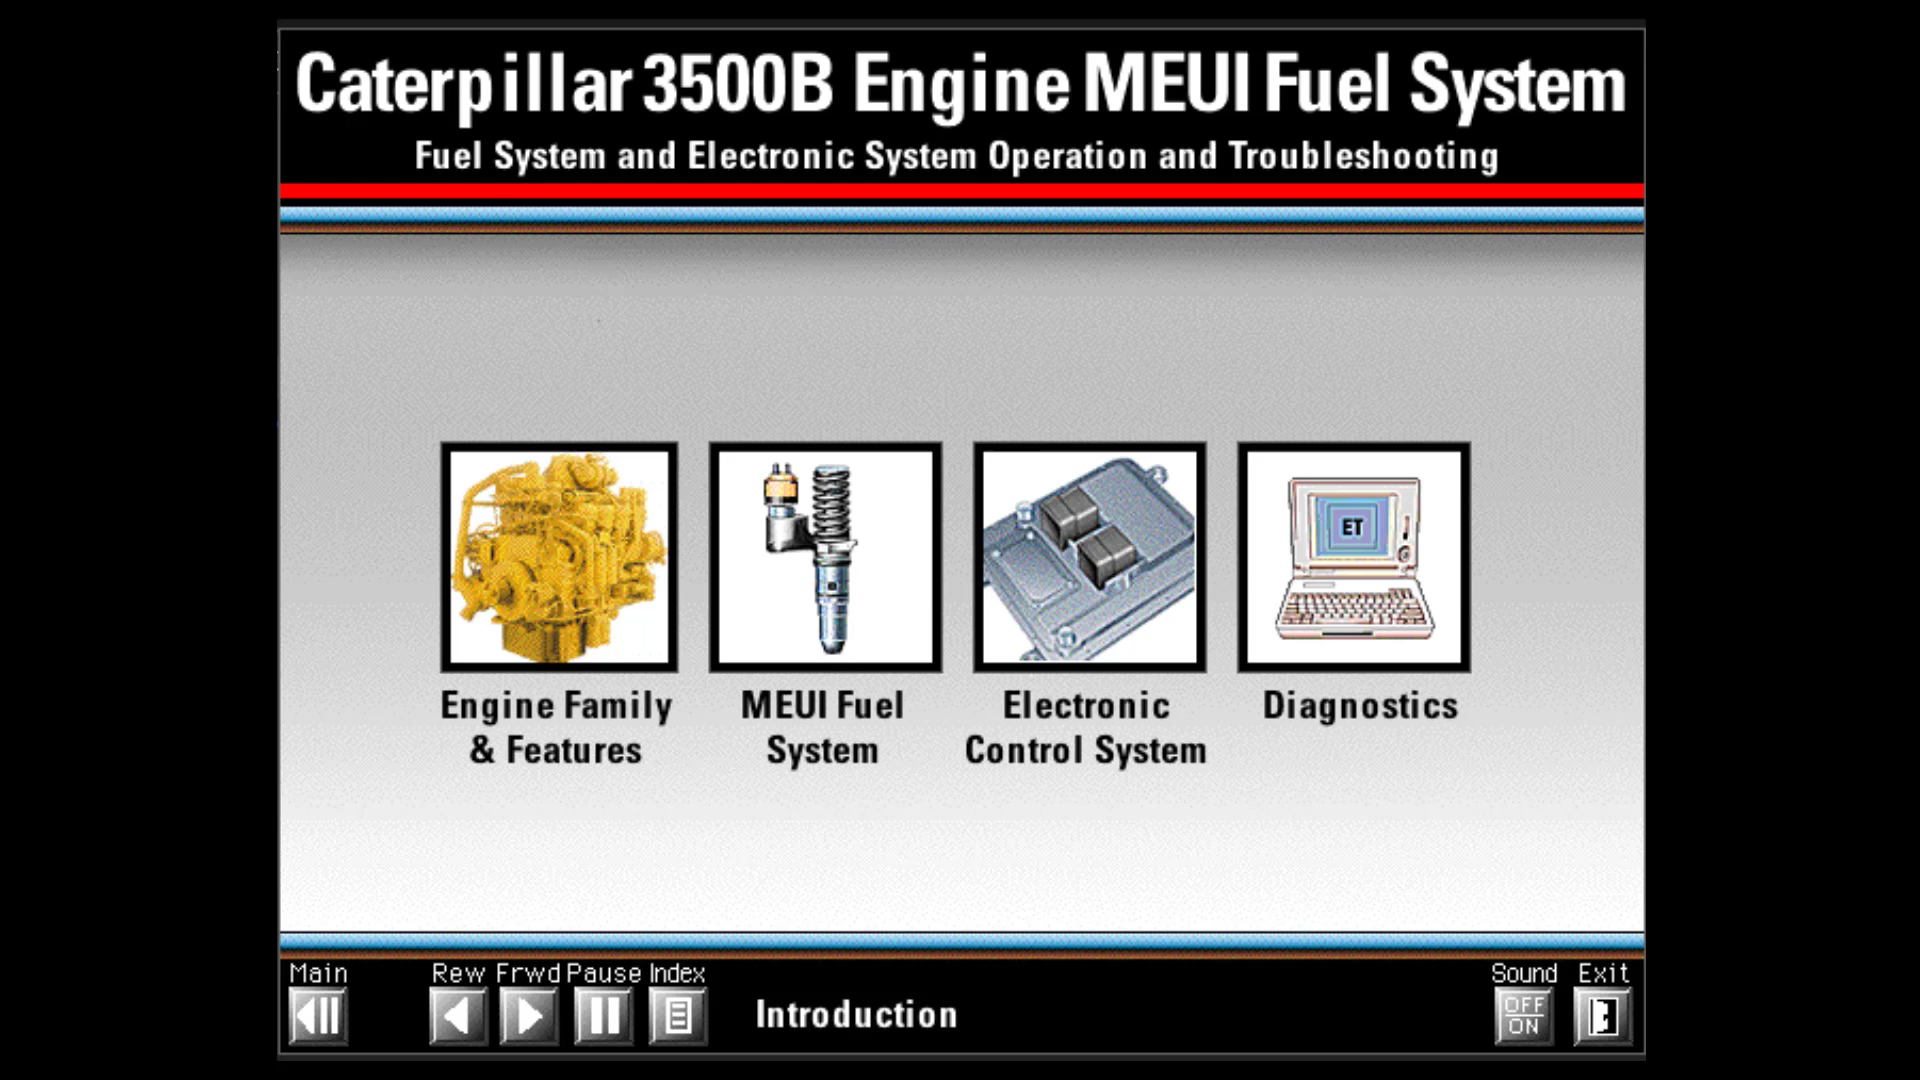 Caterpillar 3500B Engine MEUI Fuel System
Fuel System and Electronic System Operation and Troubleshooting
ET
Engine Family
& Features
MEUI Fuel
System
Electronic
Control System
Diagnostics
Main
Rew Frwd Pause Index
Introduction
Sound Exit
OFF
ON